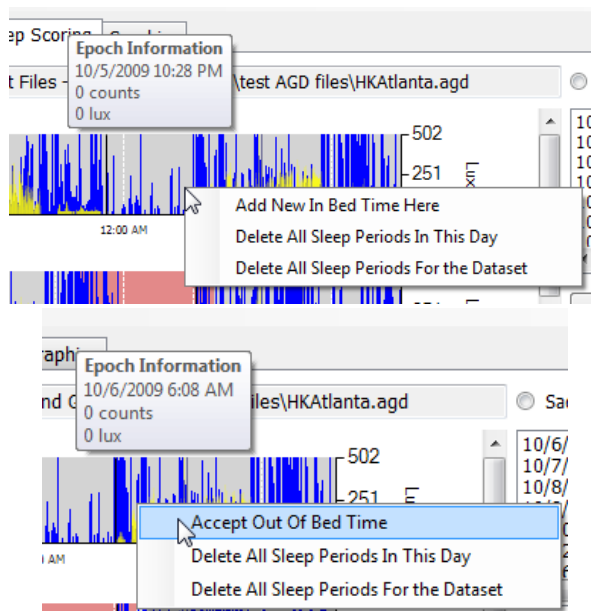 ep Scoring
Epoch Information
10/5/2009 10:28 PM
0 counts
0 lux
t Files - \test AGD files\HKAtlanta.agd
502
251
Lux
12:00 AM
Add New In Bed Time Here
Delete All Sleep Periods In This Day
Delete All Sleep Periods For the Dataset
raphi
Epoch Information
10/6/2009 6:08 AM
0 counts
0 lux
nd G iles\HKAtlanta.agd
Sa
502
251
10/6/
10/7/
10/8/
AM
Accept Out Of Bed Time
Delete All Sleep Periods In This Day
Delete All Sleep Periods For the Dataset